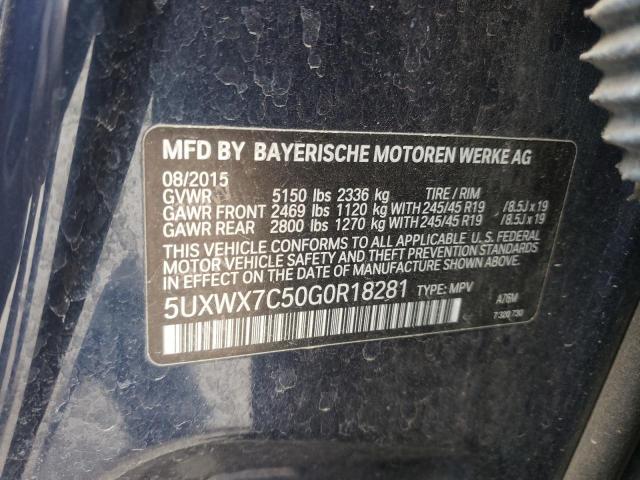 MFD BY BAYERISCHE MOTOREN WERKE AG
08/2015
GVWR 5150 lbs 2336 kg TIRE / RIM
GAWR FRONT 2469 lbs 1120 kg WITH 245/45 R19 /8.5J x 19
GAWR REAR 2800 lbs 1270 kg WITH 245/45 R19 /8.5J x 19
THIS VEHICLE CONFORMS TO ALL APPLICABLE U. S. FEDERAL
MOTOR VEHICLE SAFETY AND THEFT PREVENTION STANDARDS
IN EFFECT ON THE DATE OF MANUFACTURE SHOWN ABOVE.
5UXWX7C50G0R18281 TYPE: MPV A76M
7 320 730